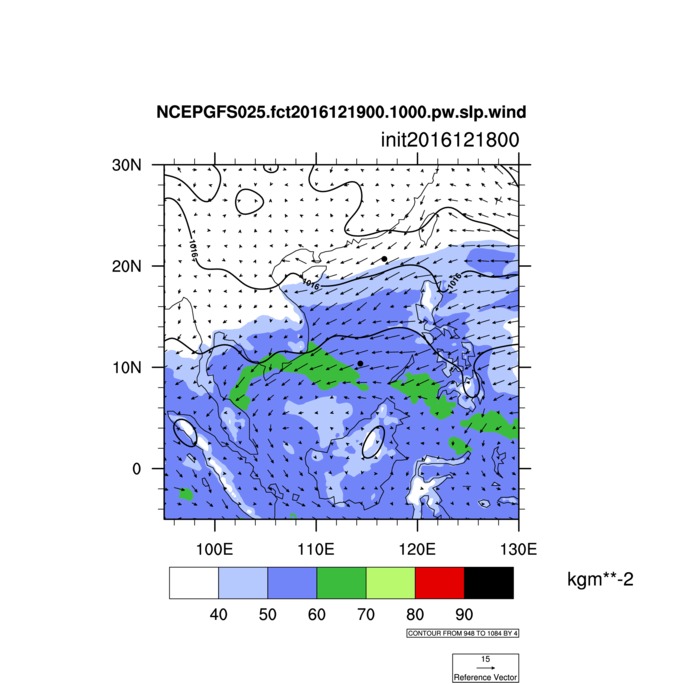 NCEPGFS025.fct2016121900.1000.pw.slp.wind
init2016121800
30N
20N
10N
0
1016
1016
1016
100E 110E 120E 130E
kgm**-2
40 50 60 70 80 90
CONTOUR FROM 948 TO 1084 BY 4
15
Reference Vector